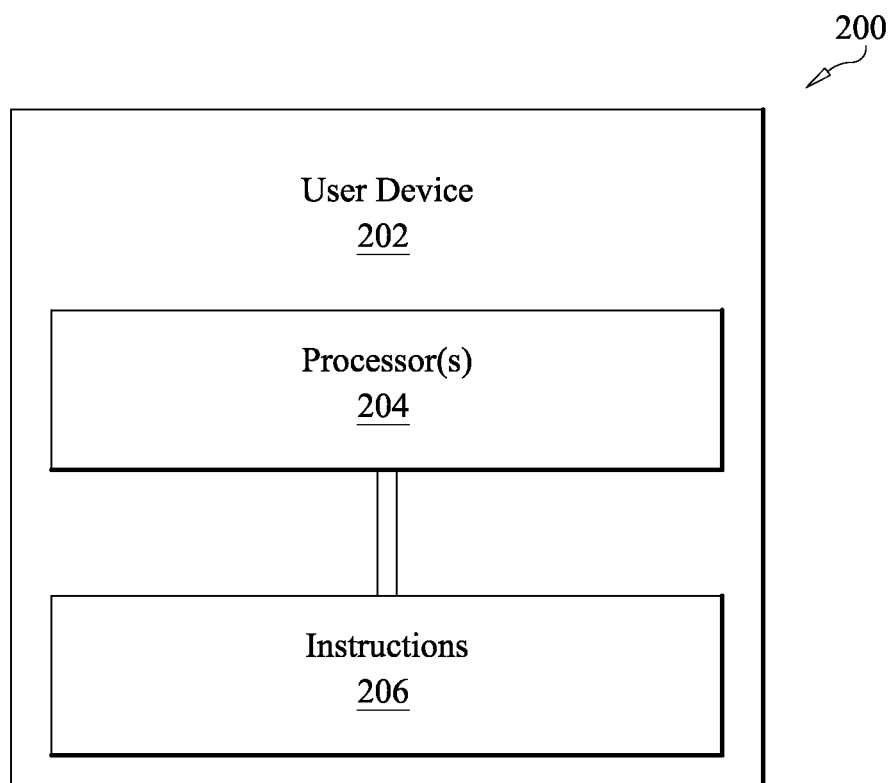 200
User Device
202
Processor(s)
204
Instructions
206